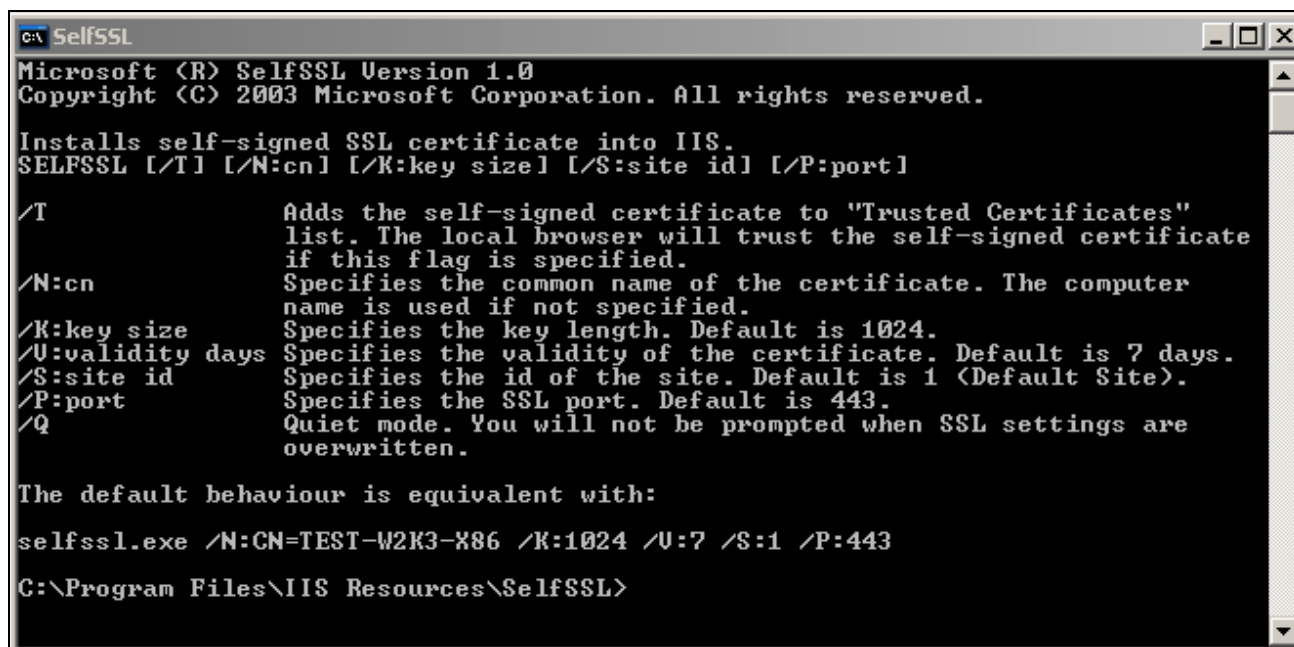 SelfSSL
Microsoft (R) SelfSSL Version 1.0
Copyright (C) 2003 Microsoft Corporation. All rights reserved.
Installs self-signed SSL certificate into IIS.
SELFSSL [/T] [/N:cn] [/K:key size] [/S:site id] [/P:port]
/T Adds the self-signed certificate to "Trusted Certificates"
list. The local browser will trust the self-signed certificate
if this flag is specified.
/N:cn Specifies the common name of the certificate. The computer
name is used if not specified.
/K:key size Specifies the key length. Default is 1024.
/V:validity days Specifies the validity of the certificate. Default is 7 days.
/S:site id Specifies the id of the site. Default is 1 (Default Site).
/P:port Specifies the SSL port. Default is 443.
/Q Quiet mode. You will not be prompted when SSL settings are
overwritten.
The default behaviour is equivalent with:
selfssl.exe /N:CN=TEST-W2K3-X86 /K:1024 /V:7 /S:1 /P:443
C:\Program Files\IIS Resources\SelfSSL>